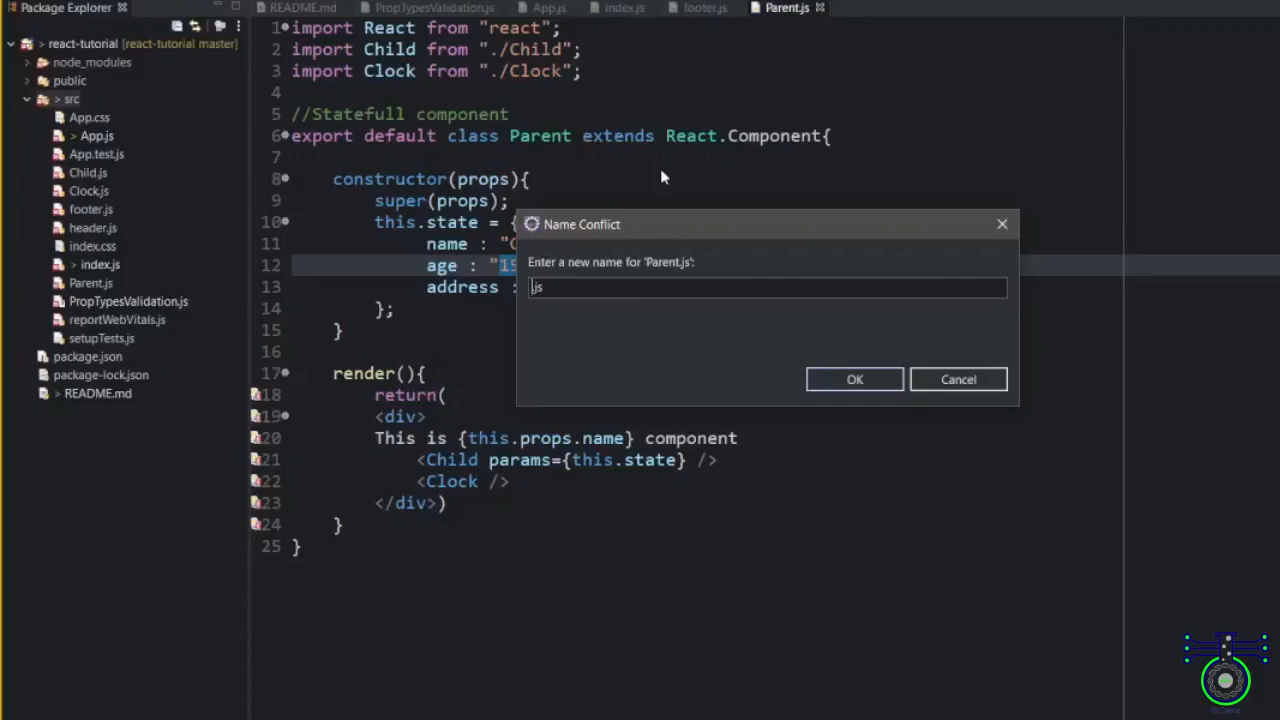 Package Explorer
README.md
PropTypesValidation.js
App.js
index.js
footer.js
Parent.js
> react-tutorial [react-tutorial master]
node_modules
public
> src
App.css
> App.js
App.test.js
Child.js
Clock.js
footer.js
header.js
index.css
> index.js
Parent.js
PropTypesValidation.js
reportWebVitals.js
setupTests.js
package.json
package-lock.json
> README.md
1 import React from "react";
2 import Child from "./Child";
3 import Clock from "./Clock";
4
5 //Statefull component
6 export default class Parent extends React.Component{
7
8 constructor(props){
9 super(props);
10 this.state = {
11 name : "
12 age : "15
13 address :
14 };
15 }
16
17 render(){
18 return(
19 <div>
20 This is {this.props.name} component
21 <Child params={this.state} />
22 <Clock />
23 </div>)
24 }
25 }
Name Conflict
Enter a new name for 'Parent.js':
.js
OK
Cancel